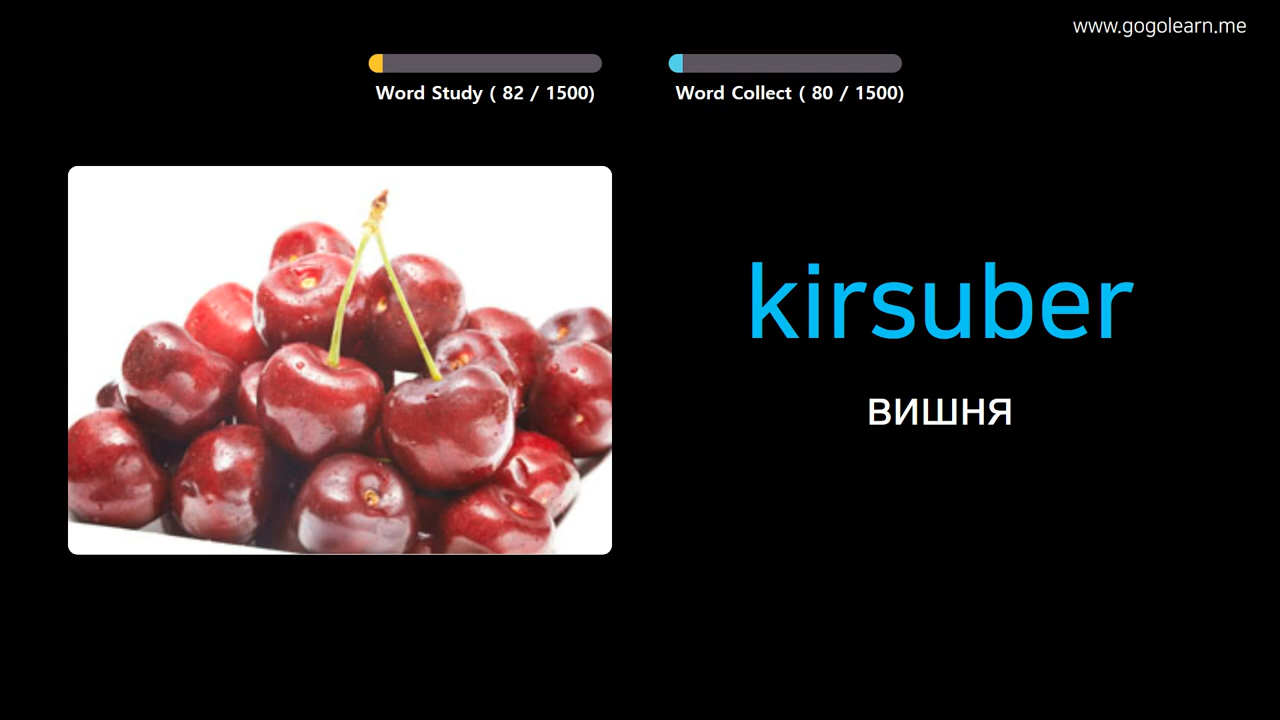 www.gogolearn.me
Word Study ( 82 / 1500)
Word Collect ( 80 / 1500)
kirsuber
вишня